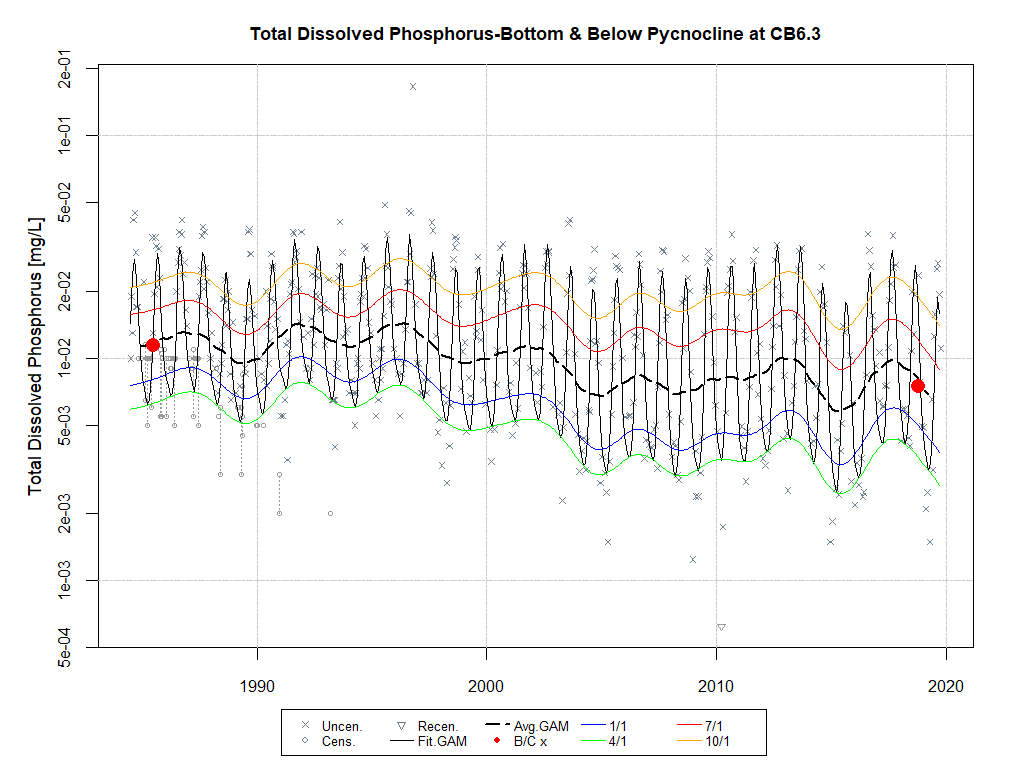 Total Dissolved Phosphorus-Bottom & Below Pycnocline at CB6.3
Total Dissolved Phosphorus [mg/L]
2e-01
1e-01
5e-02
2e-02
1e-02
5e-03
2e-03
1e-03
5e-04
1990 2000 2010 2020
Uncen. Recen. Avg.GAM 1/1 7/1
Cens. Fit.GAM B/C x 4/1 10/1